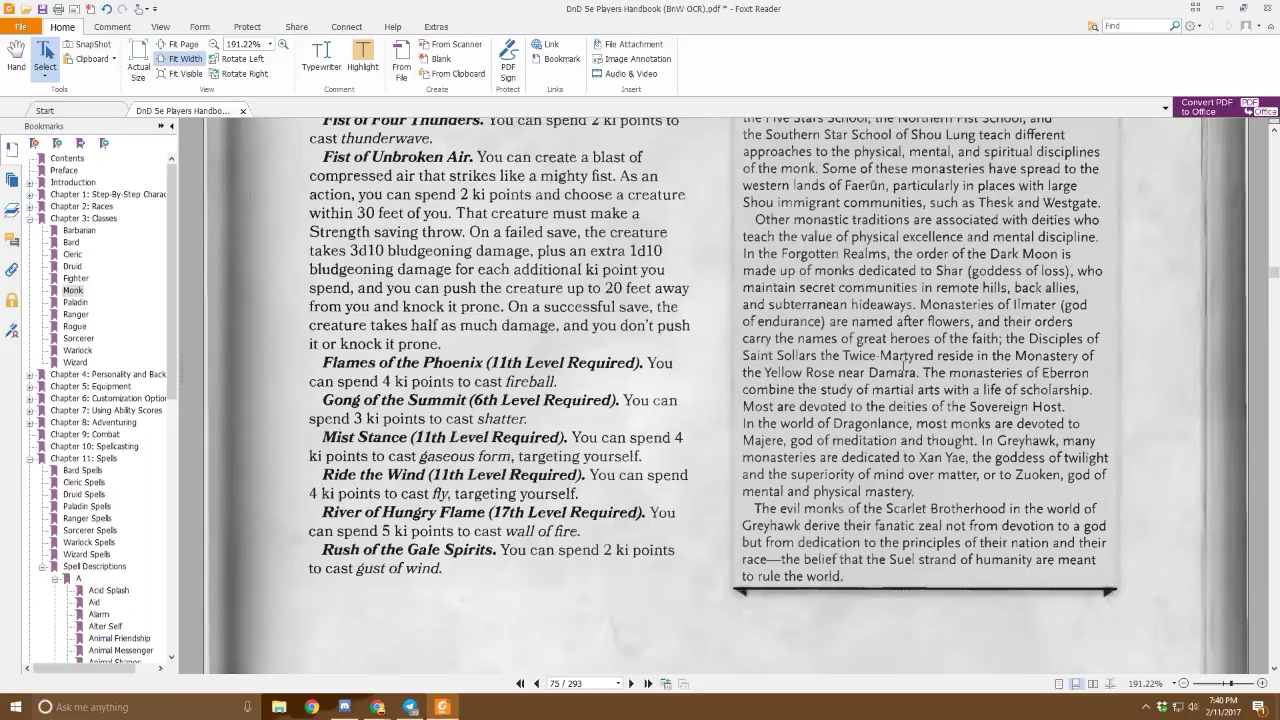 DnD 5e Players Handbook (BnW OCR).pdf * - Foxit Reader
File Home Comment View Form Protect Share Connect Help Extras
Find
Hand
Select
SnapShot
Clipboard
Actual Size
Fit Page
Fit Width
Fit Visible
191.22%
Rotate Left
Rotate Right
Typewriter
Highlight
From File
From Scanner
Blank
From Clipboard
PDF Sign
Link
Bookmark
File Attachment
Image Annotation
Audio & Video
Tools View Comment Create Protect Links Insert
Start
DnD 5e Players Handbo...
Convert PDF to Office
PDF
Office
Bookmarks
Contents
Preface
Introduction
Chapter 1: Step-By-Step Charac
Chapter 2: Races
Chapter 3: Classes
Barbarian
Bard
Cleric
Druid
Fighter
Monk
Paladin
Ranger
Rogue
Sorcerer
Warlock
Wizard
Chapter 4: Personality and Back
Chapter 5: Equipment
Chapter 6: Customization Option
Chapter 7: Using Ability Scores
Chapter 8: Adventuring
Chapter 9: Combat
Chapter 10: Spellcasting
Chapter 11: Spells
Bard Spells
Cleric Spells
Druid Spells
Paladin Spells
Ranger Spells
Sorcerer Spells
Warlock Spells
Wizard Spells
Spell Descriptions
A
Acid Splash
Aid
Alarm
Alter Self
Animal Friendship
Animal Messenger
Animal Shapes
Fist of Four Thunders. You can spend 2 ki points to
cast thunderwave.
Fist of Unbroken Air. You can create a blast of
compressed air that strikes like a mighty fist. As an
action, you can spend 2 ki points and choose a creature
within 30 feet of you. That creature must make a
Strength saving throw. On a failed save, the creature
takes 3d10 bludgeoning damage, plus an extra 1d10
bludgeoning damage for each additional ki point you
spend, and you can push the creature up to 20 feet away
from you and knock it prone. On a successful save, the
creature takes half as much damage, and you don't push
it or knock it prone.
Flames of the Phoenix (11th Level Required). You
can spend 4 ki points to cast fireball.
Gong of the Summit (6th Level Required). You can
spend 3 ki points to cast shatter.
Mist Stance (11th Level Required). You can spend 4
ki points to cast gaseous form, targeting yourself.
Ride the Wind (11th Level Required). You can spend
4 ki points to cast fly, targeting yourself.
River of Hungry Flame (17th Level Required). You
can spend 5 ki points to cast wall of fire.
Rush of the Gale Spirits. You can spend 2 ki points
to cast gust of wind.
the Five Stars School, the Northern Fist School, and
the Southern Star School of Shou Lung teach different
approaches to the physical, mental, and spiritual disciplines
of the monk. Some of these monasteries have spread to the
western lands of Faerûn, particularly in places with large
Shou immigrant communities, such as Thesk and Westgate.
Other monastic traditions are associated with deities who
teach the value of physical excellence and mental discipline.
In the Forgotten Realms, the order of the Dark Moon is
made up of monks dedicated to Shar (goddess of loss), who
maintain secret communities in remote hills, back allies,
and subterranean hideaways. Monasteries of Ilmater (god
of endurance) are named after flowers, and their orders
carry the names of great heroes of the faith; the Disciples of
Saint Sollars the Twice-Martyred reside in the Monastery of
the Yellow Rose near Damara. The monasteries of Eberron
combine the study of martial arts with a life of scholarship.
Most are devoted to the deities of the Sovereign Host.
In the world of Dragonlance, most monks are devoted to
Majere, god of meditation and thought. In Greyhawk, many
monasteries are dedicated to Xan Yae, the goddess of twilight
and the superiority of mind over matter, or to Zuoken, god of
mental and physical mastery.
The evil monks of the Scarlet Brotherhood in the world of
Greyhawk derive their fanatic zeal not from devotion to a god
but from dedication to the principles of their nation and their
race—the belief that the Suel strand of humanity are meant
to rule the world.
75 / 293
191.22%
Ask me anything
7:40 PM
2/11/2017